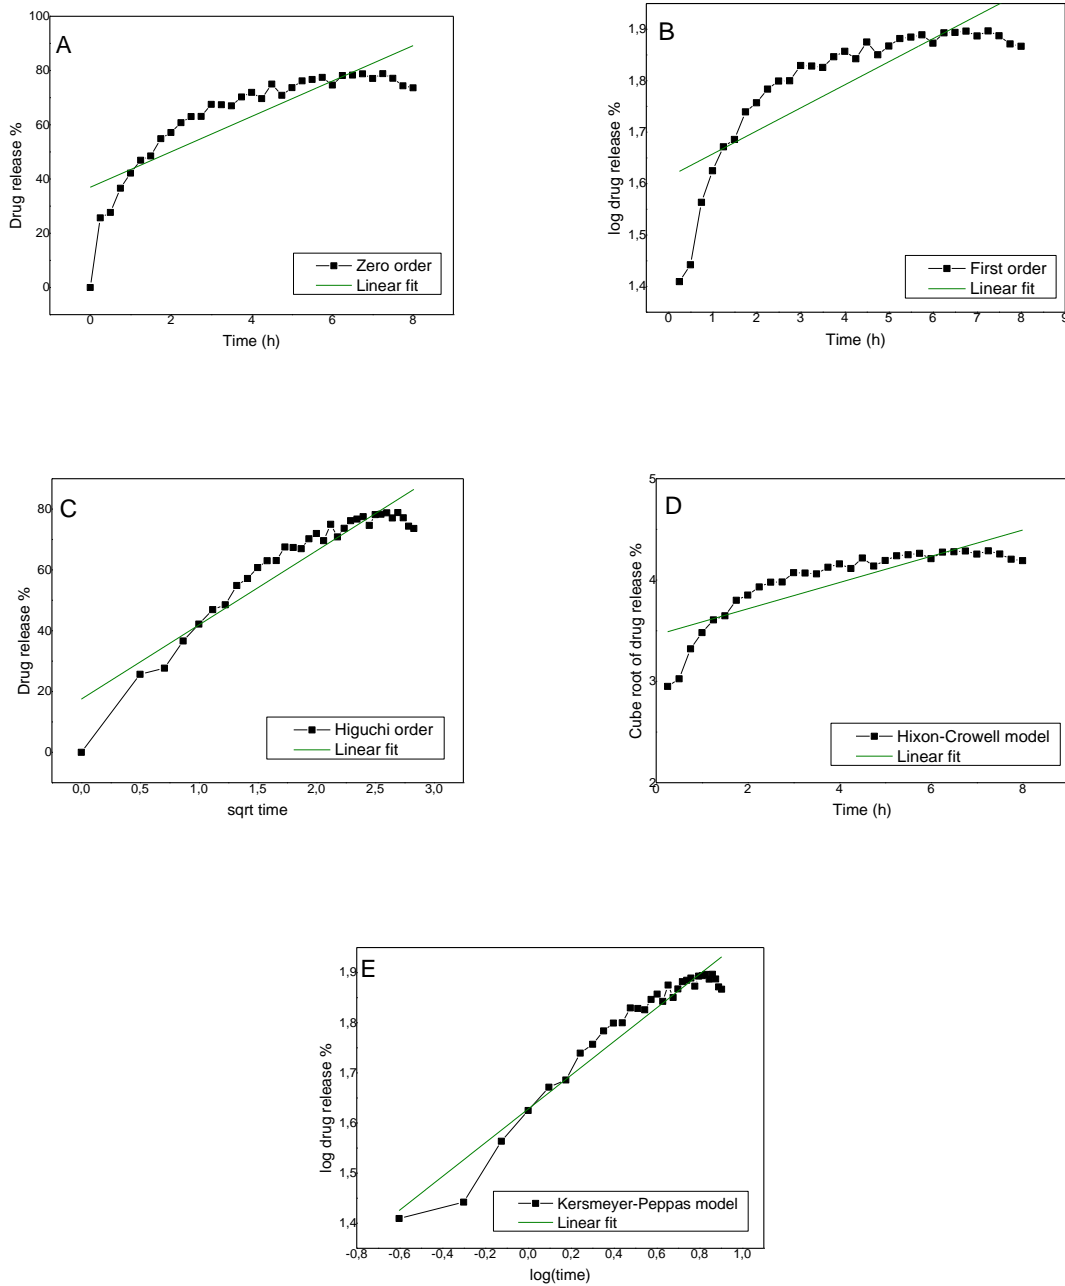 A
100
80
60
40
20
0
Drug release %
Zero order
Linear fit
0 2 4 6 8
Time (h)
B
1,9
1,8
1,7
1,6
1,5
1,4
log drug release %
First order
Linear fit
0 1 2 3 4 5 6 7 8 9
Time (h)
C
80
60
40
20
0
Drug release %
Higuchi order
Linear fit
0,0 0,5 1,0 1,5 2,0 2,5 3,0
sqrt time
D
5
4
3
2
Cube root of drug release %
Hixon-Crowell model
Linear fit
0 2 4 6 8
Time (h)
E
1,9
1,8
1,7
1,6
1,5
1,4
log drug release %
Kersmeyer-Peppas model
Linear fit
-0,8 -0,6 -0,4 -0,2 0,0 0,2 0,4 0,6 0,8 1,0
log(time)